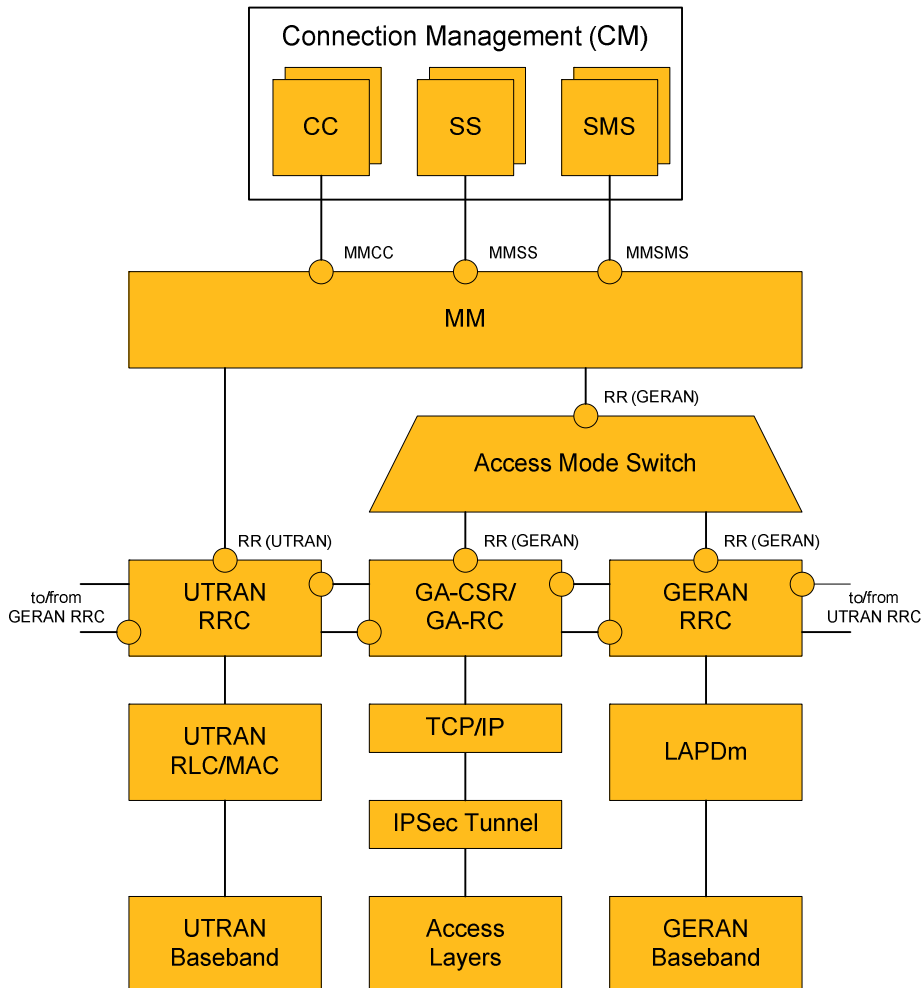 Connection Management (CM)
CC
SS
SMS
MMCC
MMSS
MMSMS
MM
RR (GERAN)
Access Mode Switch
RR (UTRAN)
RR (GERAN)
RR (GERAN)
to/from
GERAN RRC
UTRAN
RRC
GA-CSR/
GA-RC
GERAN
RRC
to/from
UTRAN RRC
UTRAN
RLC/MAC
TCP/IP
LAPDm
IPSec Tunnel
UTRAN
Baseband
Access
Layers
GERAN
Baseband